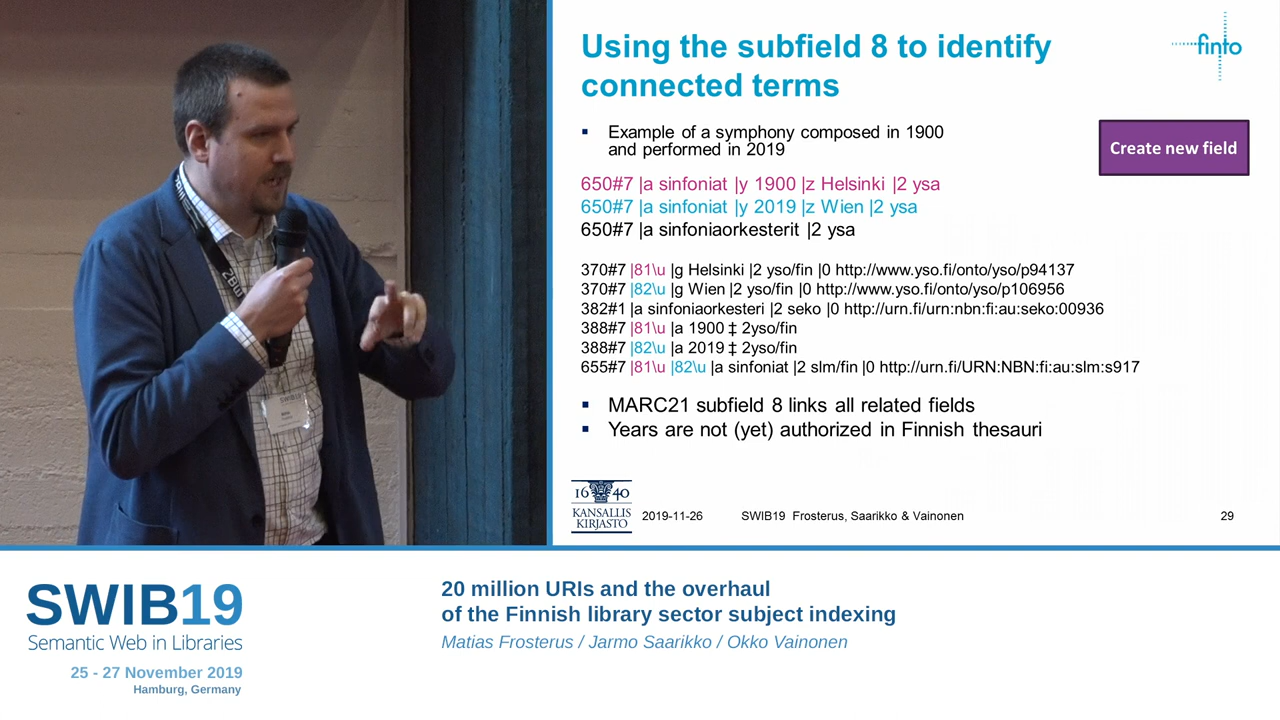 Using the subfield 8 to identify
connected terms
finto
▪ Example of a symphony composed in 1900
and performed in 2019
Create new field
650#7 |a sinfoniat |y 1900 |z Helsinki |2 ysa
650#7 |a sinfoniat |y 2019 |z Wien |2 ysa
650#7 |a sinfoniaorkesterit |2 ysa
370#7 |81\u |g Helsinki |2 yso/fin |0 http://www.yso.fi/onto/yso/p94137
370#7 |82\u |g Wien |2 yso/fin |0 http://www.yso.fi/onto/yso/p106956
382#1 |a sinfoniaorkesteri |2 seko |0 http://urn.fi/urn:nbn:fi:au:seko:00936
388#7 |81\u |a 1900 ‡ 2yso/fin
388#7 |82\u |a 2019 ‡ 2yso/fin
655#7 |81\u |82\u |a sinfoniat |2 slm/fin |0 http://urn.fi/URN:NBN:fi:au:slm:s917
▪ MARC21 subfield 8 links all related fields
▪ Years are not (yet) authorized in Finnish thesauri
16 40
KANSALLIS
KIRJASTO
2019-11-26
SWIB19 Frosterus, Saarikko & Vainonen
29
ZBW
SWIB19
SWIB19
Semantic Web in Libraries
25 - 27 November 2019
Hamburg, Germany
20 million URIs and the overhaul
of the Finnish library sector subject indexing
Matias Frosterus / Jarmo Saarikko / Okko Vainonen